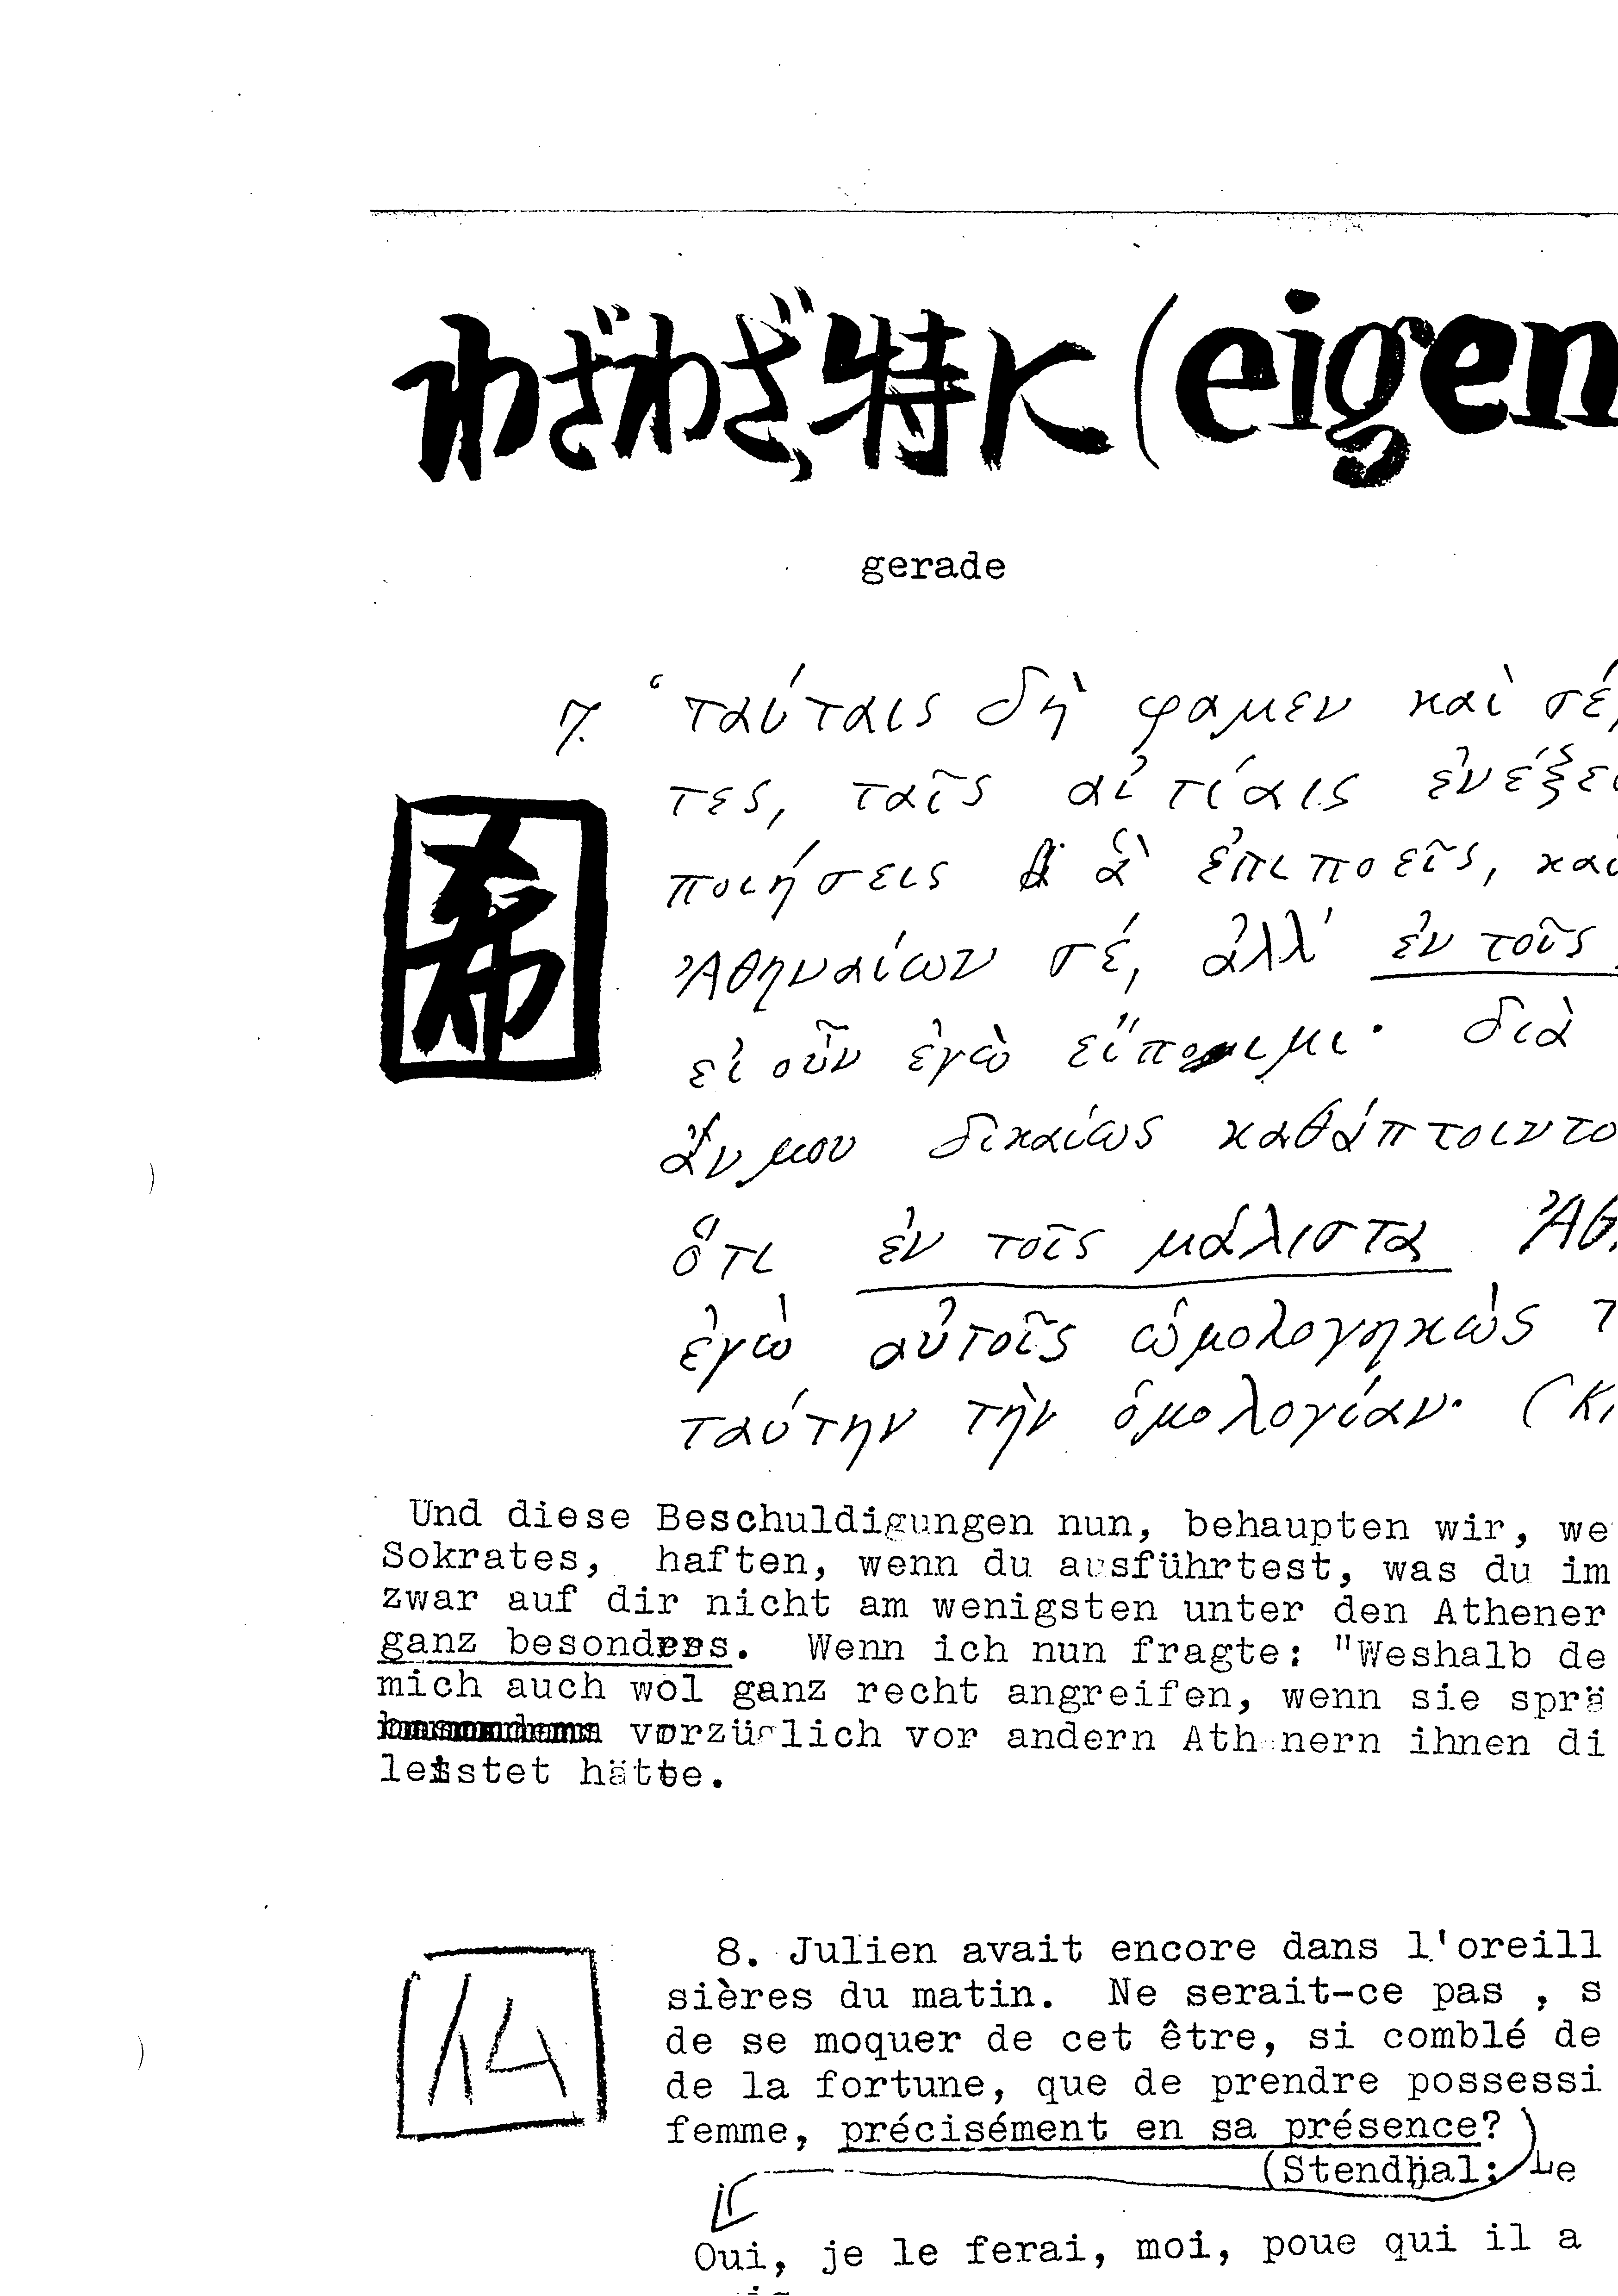 わざわざ、特に (eigen
gerade
7. ‘ταύταις δὴ φαμεν καὶ σέ,
τες, ταῖς αἰτίαις ἐνέξει
ποιήσεις ἃ ἐπιποεῖς, καὶ
Ἀθηναίων σέ, ἀλλ' ἐν τοῖς
εἰ οὖν ἐγὼ εἴποιμι· διὰ
ἄν μου δικαίως καθάπτοιντο
ὅτι ἐν τοῖς μάλιστα Ἀθ
ἐγὼ αὐτοῖς ὡμολογηκὼς τ
ταύτην τὴν ὁμολογίαν. (Κ
希
Und diese Beschuldigungen nun, behaupten wir, we
Sokrates, haften, wenn du ausführtest, was du im
zwar auf dir nicht am wenigsten unter den Athener
ganz besonders. Wenn ich nun fragte: "Weshalb de
mich auch wol ganz recht angreifen, wenn sie sprä
vorzüglich vor andern Athenern ihnen di
leistet hätte.
14
8. Julien avait encore dans l'oreill
sières du matin. Ne serait-ce pas , s
de se moquer de cet être, si comblé de
de la fortune, que de prendre possessi
femme, précisément en sa présence?
(Stendhal: Le
Oui, je le ferai, moi, poue qui il a